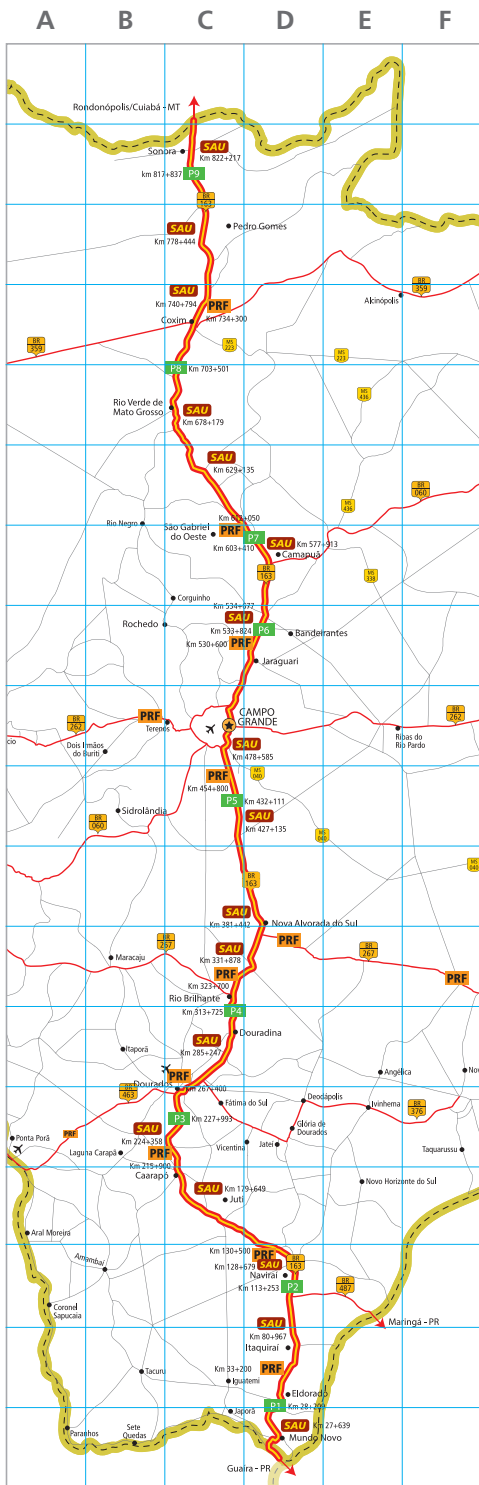 A B C D E F
Rondonópolis/Cuiabá - MT
SAU
Sonora
Km 822+217
km 817+837
P9
BR
163
SAU
Pedro Gomes
Km 778+444
SAU
BR
359
Km 740+794
PRF
Alcinópolis
Km 734+300
Coxim
BR
359
MS
223
MS
223
P8
Km 703+501
MS
436
Rio Verde de
Mato Grosso
SAU
Km 678+179
SAU
Km 629+135
BR
060
MS
436
Rio Negro
São Gabriel
do Oeste
PRF
P7
Km 603+410
SAU
Km 577+913
Camapuã
BR
163
MS
338
Corguinho
Km 534+677
Rochedo
SAU
Km 533+824
P6
Bandeirantes
Km 530+600
PRF
Jaraguari
CAMPO
GRANDE
BR
262
PRF
Terenos
BR
262
cio
Dois Irmãos
do Buriti
Ribas do
Rio Pardo
SAU
Km 478+585
PRF
MS
040
Km 454+800
P5
Km 432+111
Sidrolândia
SAU
Km 427+135
BR
060
MS
040
MS
040
BR
163
SAU
Km 381+442
Nova Alvorada do Sul
BR
267
SAU
PRF
BR
267
Maracaju
Km 331+878
PRF
PRF
Km 323+700
Rio Brilhante
Km 313+725
P4
Douradina
SAU
Km 285+247
Itaporã
PRF
Angélica
Nov
Dourados
Km 267+400
BR
463
Fátima do Sul
Deodápolis
Ivinhema
BR
376
P3
Km 227+993
Glória de
Dourados
Ponta Porã
PRF
SAU
Km 224+358
Laguna Carapã
PRF
Vicentina
Jateí
Taquarussu
Km 215+900
Caarapó
SAU
Km 179+649
Juti
Novo Horizonte do Sul
Aral Moreira
Km 130+500
PRF
BR
163
Km 128+679
SAU
Amambai
Naviraí
Km 113+253
P2
BR
487
Coronel
Sapucaia
Maringá - PR
SAU
Km 80+967
Itaquiraí
Km 33+200
PRF
Tacuru
Iguatemi
Eldorado
Japorã
P1
Km 28+209
Paranhos
Sete
Quedas
SAU
Km 27+639
Mundo Novo
Guaíra - PR